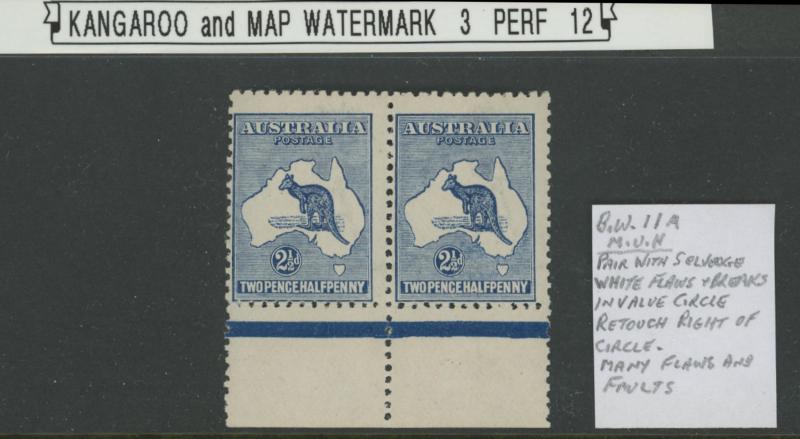 KANGAROO and MAP WATERMARK 3 PERF 12
AUSTRALIA
POSTAGE
2½d
TWO PENCE HALFPENNY
AUSTRALIA
POSTAGE
2½d
TWO PENCE HALFPENNY
B.W. 11A
M.U.H
PAIR WITH SELVEDGE
WHITE FLAWS + BREAKS
IN VALUE CIRCLE
RETOUCH RIGHT OF
CIRCLE.
MANY FLAWS AND
FAULTS